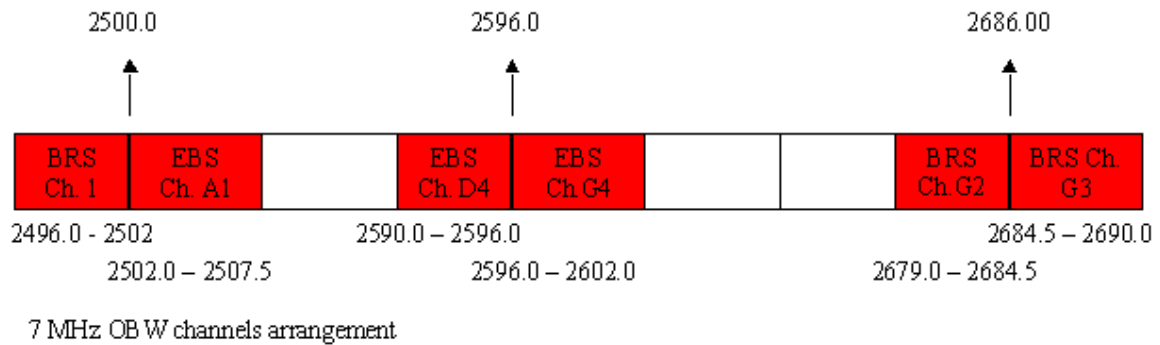 2500.0 2596.0 2686.00
BRS EBS EBS EBS BRS BRS Ch.
Ch. 1 Ch. A1 Ch. D4 Ch G4 Ch. G2 G3
2496.0 - 2502 2590.0 – 2596.0 2684.5 – 2690.0
2502.0 – 2507.5 2596.0 – 2602.0 2679.0 – 2684.5
7 MHz OBW channels arrangement